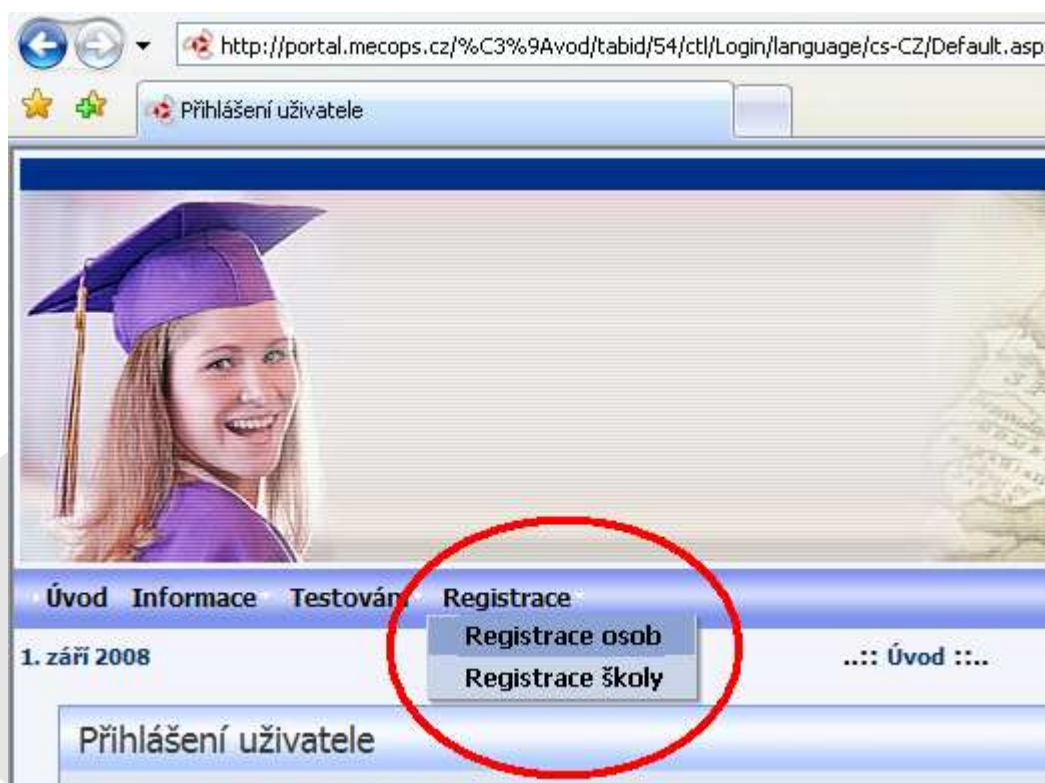 http://portal.mecops.cz/%C3%9Avod/tabid/54/ctl/Login/language/cs-CZ/Default.asp
Přihlášení uživatele
Úvod Informace Testování Registrace
Registrace osob
1. září 2008 ..:: Úvod ::..
Registrace školy
Přihlášení uživatele